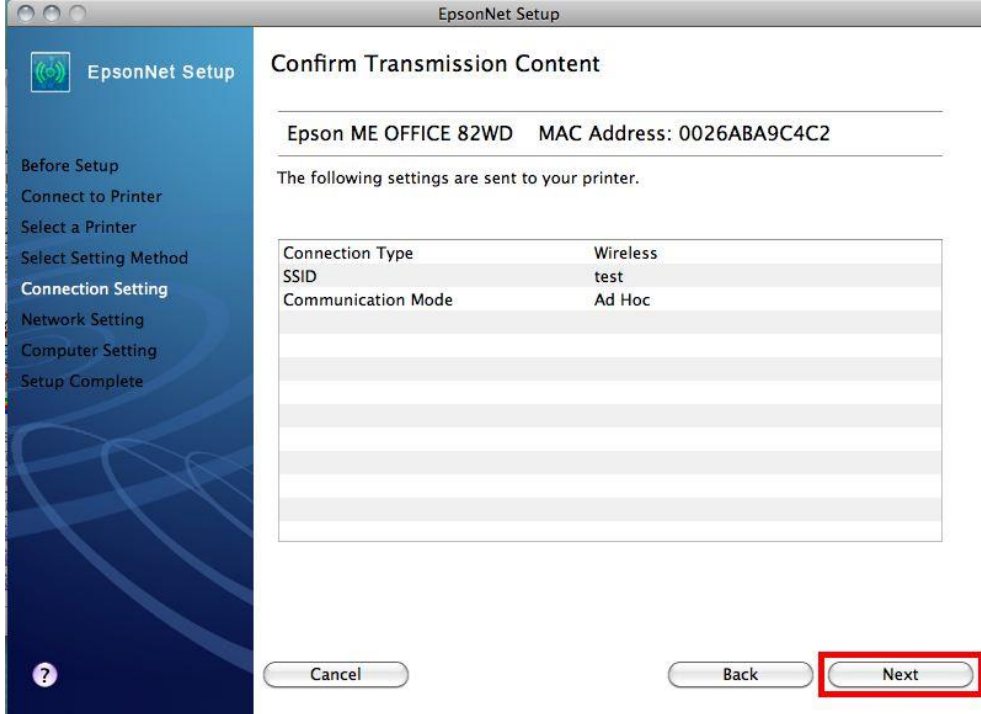 EpsonNet Setup
EpsonNet Setup
Before Setup
Connect to Printer
Select a Printer
Select Setting Method
Connection Setting
Network Setting
Computer Setting
Setup Complete
?
Confirm Transmission Content
Epson ME OFFICE 82WD MAC Address: 0026ABA9C4C2
The following settings are sent to your printer.
Connection Type Wireless
SSID test
Communication Mode Ad Hoc
Cancel Back Next